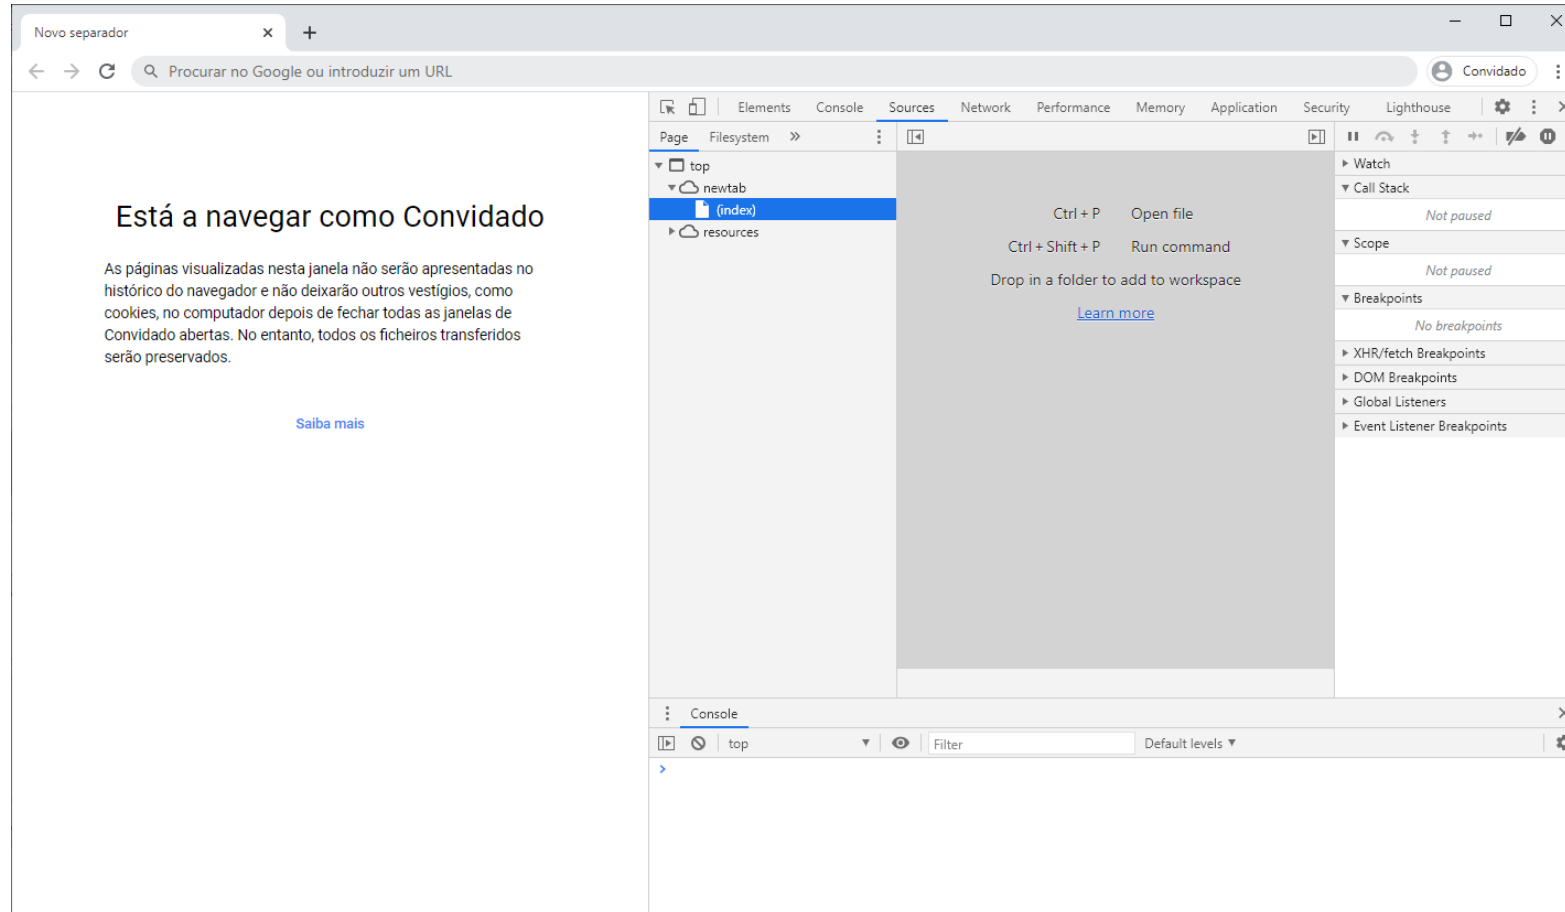 Novo separador
Procurar no Google ou introduzir um URL
Convidado
Está a navegar como Convidado
As páginas visualizadas nesta janela não serão apresentadas no
histórico do navegador e não deixarão outros vestígios, como
cookies, no computador depois de fechar todas as janelas de
Convidado abertas. No entanto, todos os ficheiros transferidos
serão preservados.
Saiba mais
Elements Console Sources Network Performance Memory Application Security Lighthouse
Page Filesystem
top
newtab
(index)
resources
Ctrl + P Open file
Ctrl + Shift + P Run command
Drop in a folder to add to workspace
Learn more
Watch
Call Stack
Not paused
Scope
Not paused
Breakpoints
No breakpoints
XHR/fetch Breakpoints
DOM Breakpoints
Global Listeners
Event Listener Breakpoints
Console
top Filter Default levels